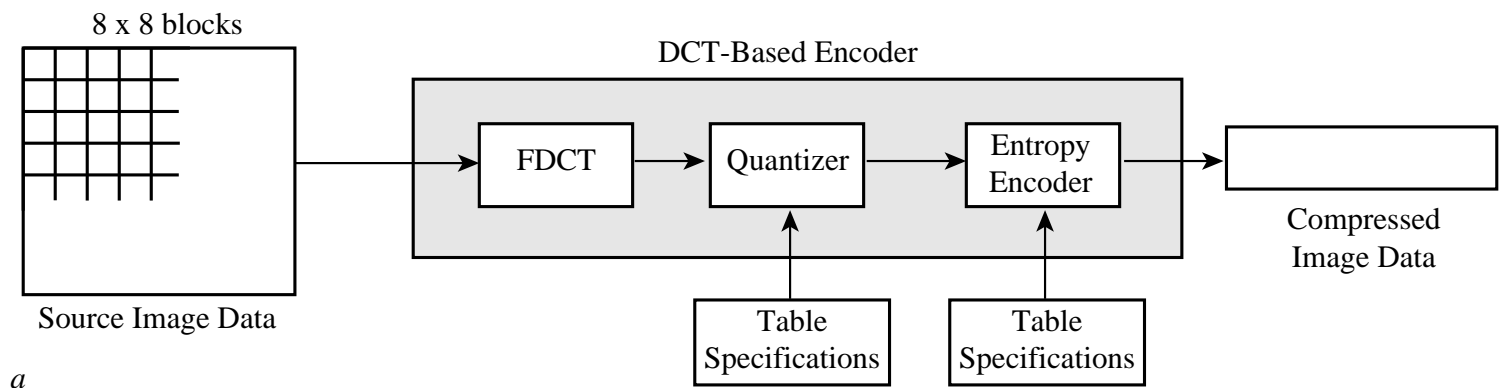 8 x 8 blocks
DCT-Based Encoder
FDCT
Quantizer
Entropy
Encoder
Compressed
Image Data
Source Image Data
Table
Specifications
Table
Specifications
a